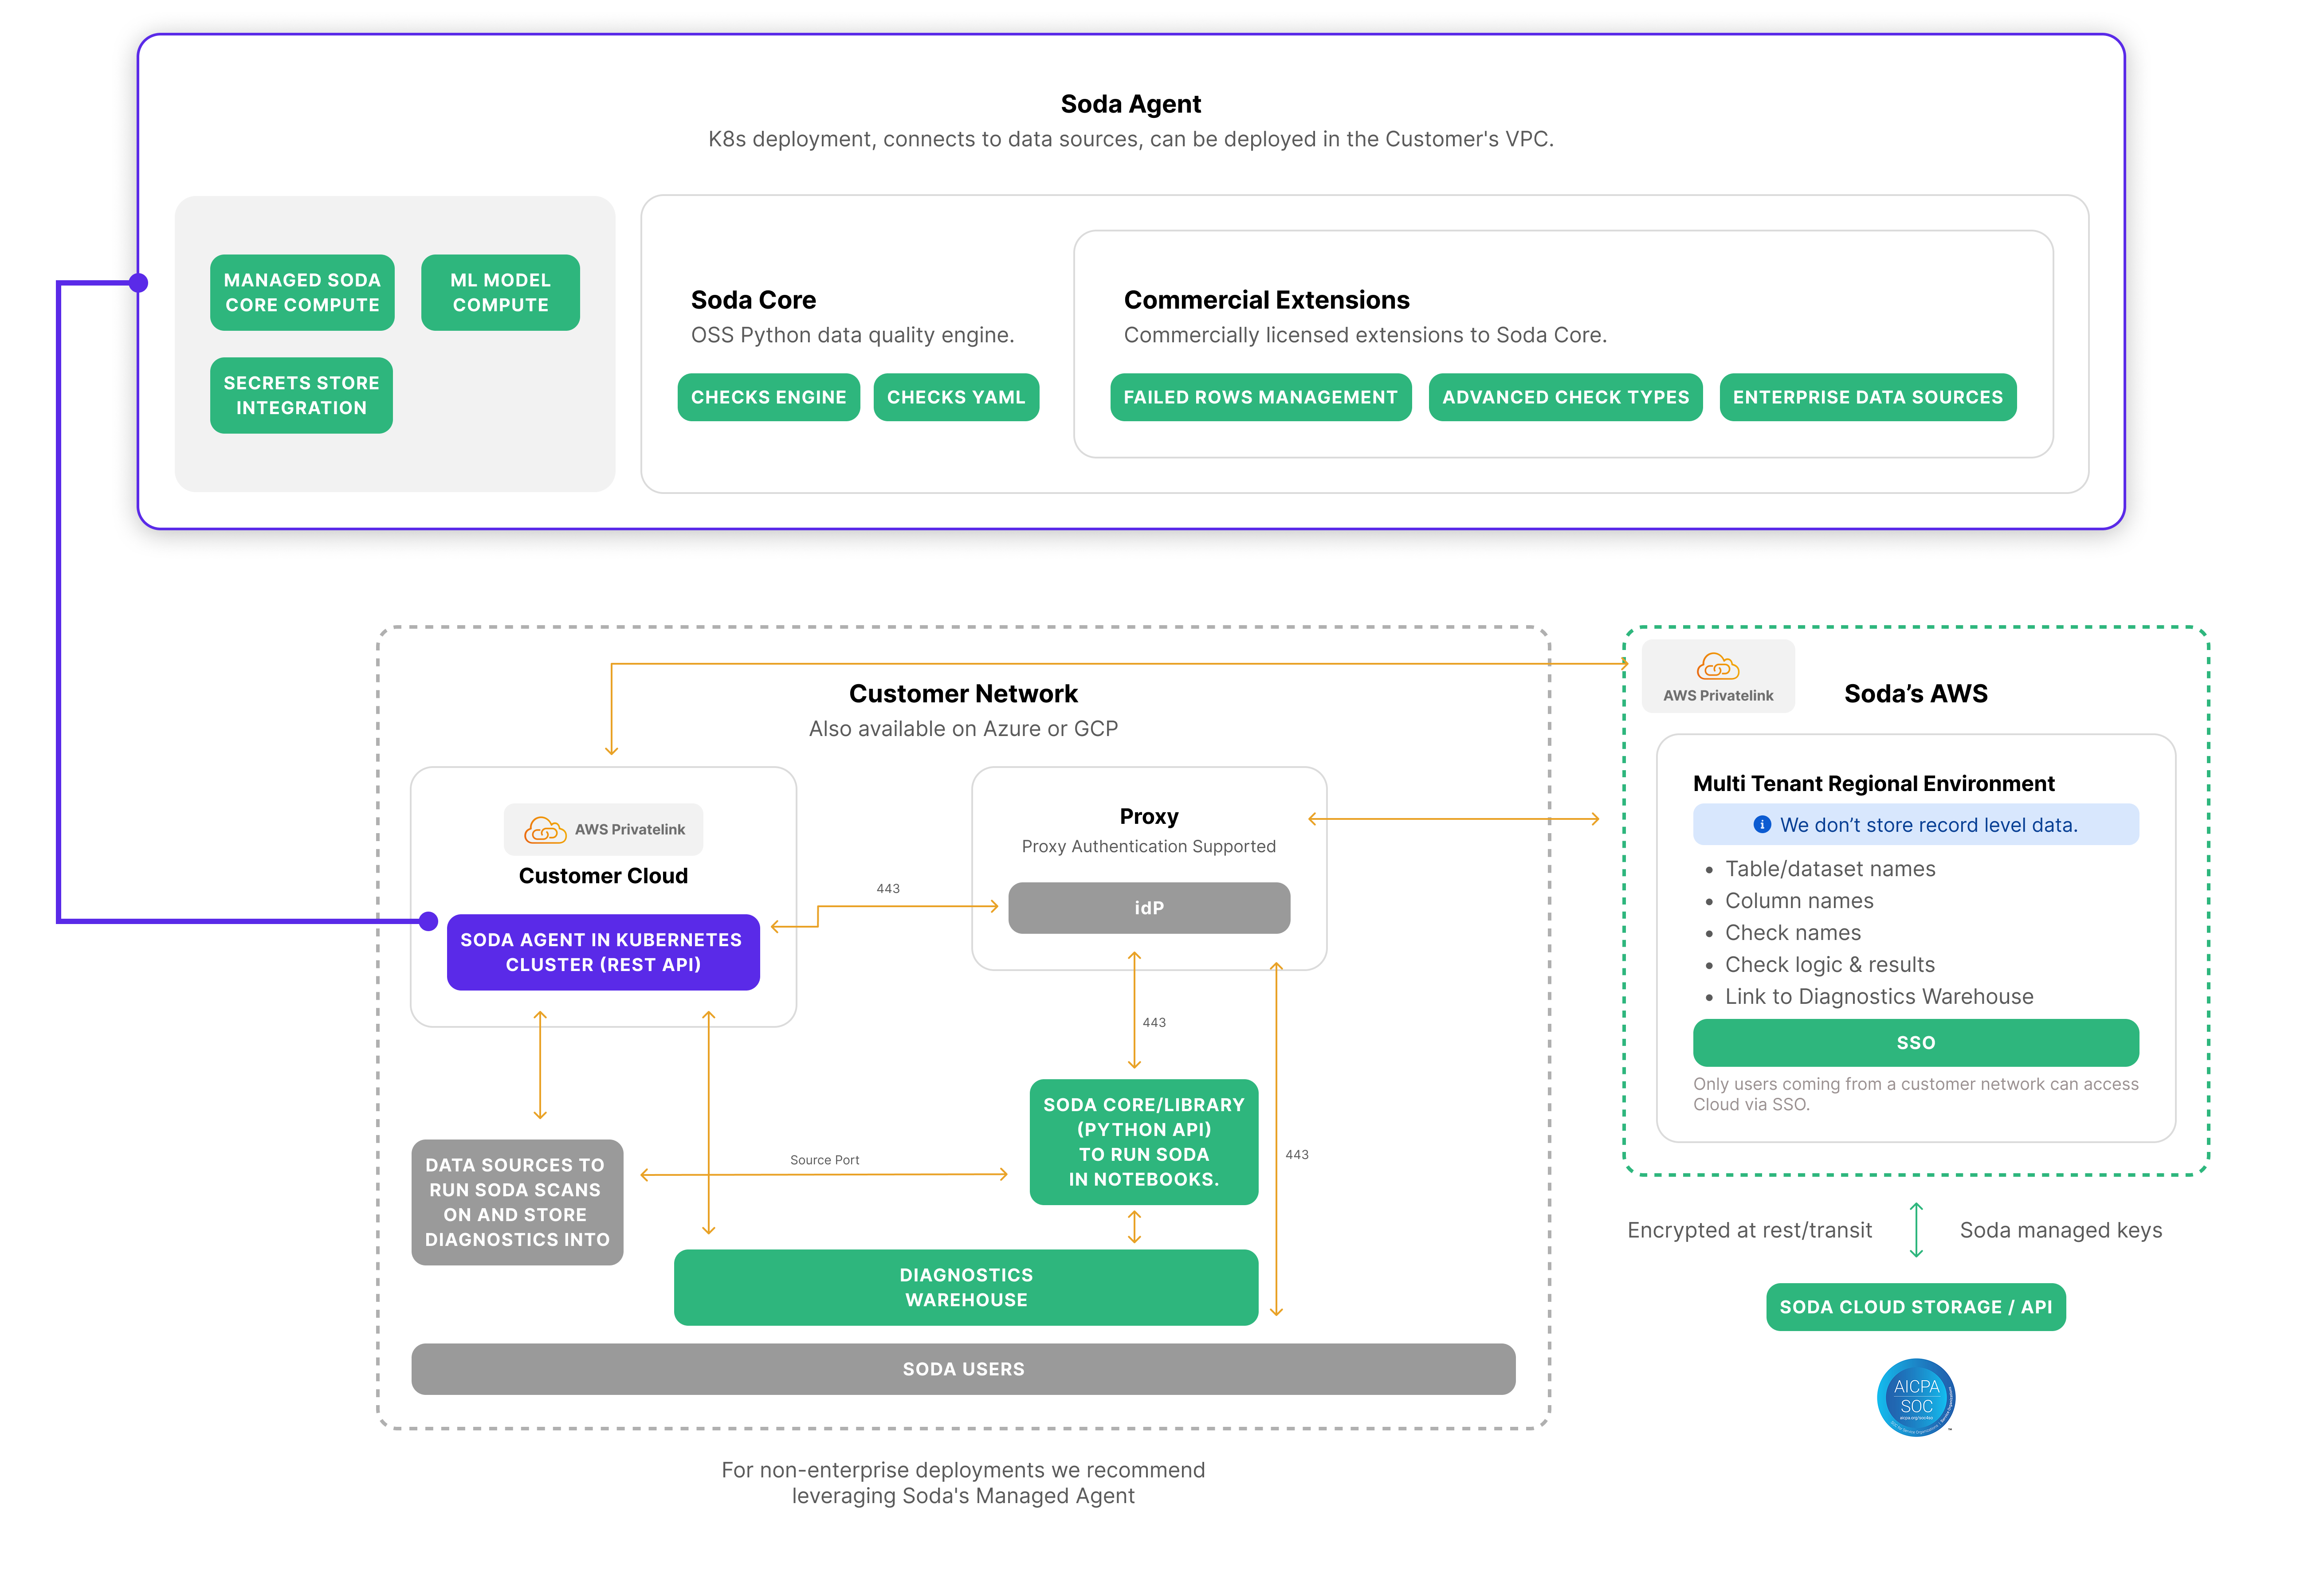 Soda Agent
K8s deployment, connects to data sources, can be deployed in the Customer's VPC.
MANAGED SODA
CORE COMPUTE
ML MODEL
COMPUTE
SECRETS STORE
INTEGRATION
Soda Core
OSS Python data quality engine.
CHECKS ENGINE
CHECKS YAML
Commercial Extensions
Commercially licensed extensions to Soda Core.
FAILED ROWS MANAGEMENT
ADVANCED CHECK TYPES
ENTERPRISE DATA SOURCES
Customer Network
Also available on Azure or GCP
AWS Privatelink
Customer Cloud
SODA AGENT IN KUBERNETES
CLUSTER (REST API)
443
Proxy
Proxy Authentication Supported
idP
443
443
SODA CORE/LIBRARY
(PYTHON API)
TO RUN SODA
IN NOTEBOOKS.
Source Port
DATA SOURCES TO
RUN SODA SCANS
ON AND STORE
DIAGNOSTICS INTO
DIAGNOSTICS
WAREHOUSE
SODA USERS
For non-enterprise deployments we recommend
leveraging Soda's Managed Agent
AWS Privatelink
Soda’s AWS
Multi Tenant Regional Environment
We don’t store record level data.
• Table/dataset names
• Column names
• Check names
• Check logic & results
• Link to Diagnostics Warehouse
SSO
Only users coming from a customer network can access
Cloud via SSO.
Encrypted at rest/transit
Soda managed keys
SODA CLOUD STORAGE / API
AICPA
SOC